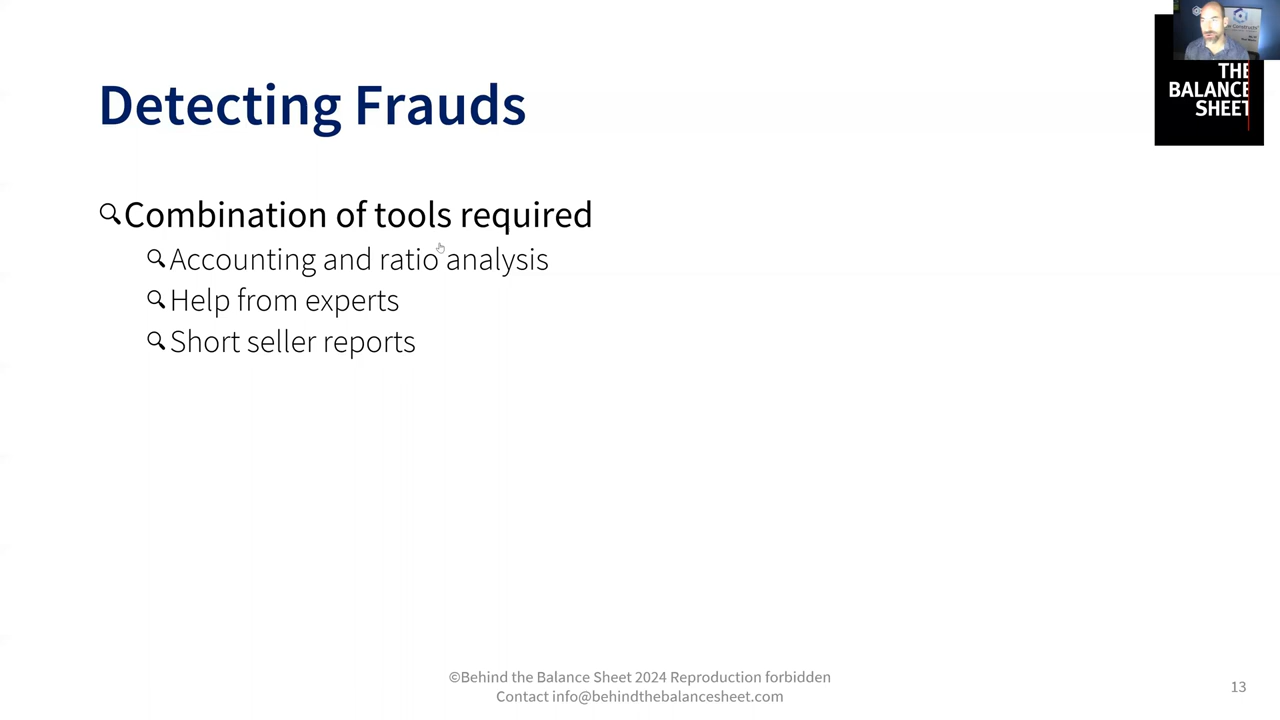 Detecting Frauds
THE
BALANCE
SHEET
Combination of tools required
Accounting and ratio analysis
Help from experts
Short seller reports
©Behind the Balance Sheet 2024 Reproduction forbidden
Contact info@behindthebalancesheet.com
13